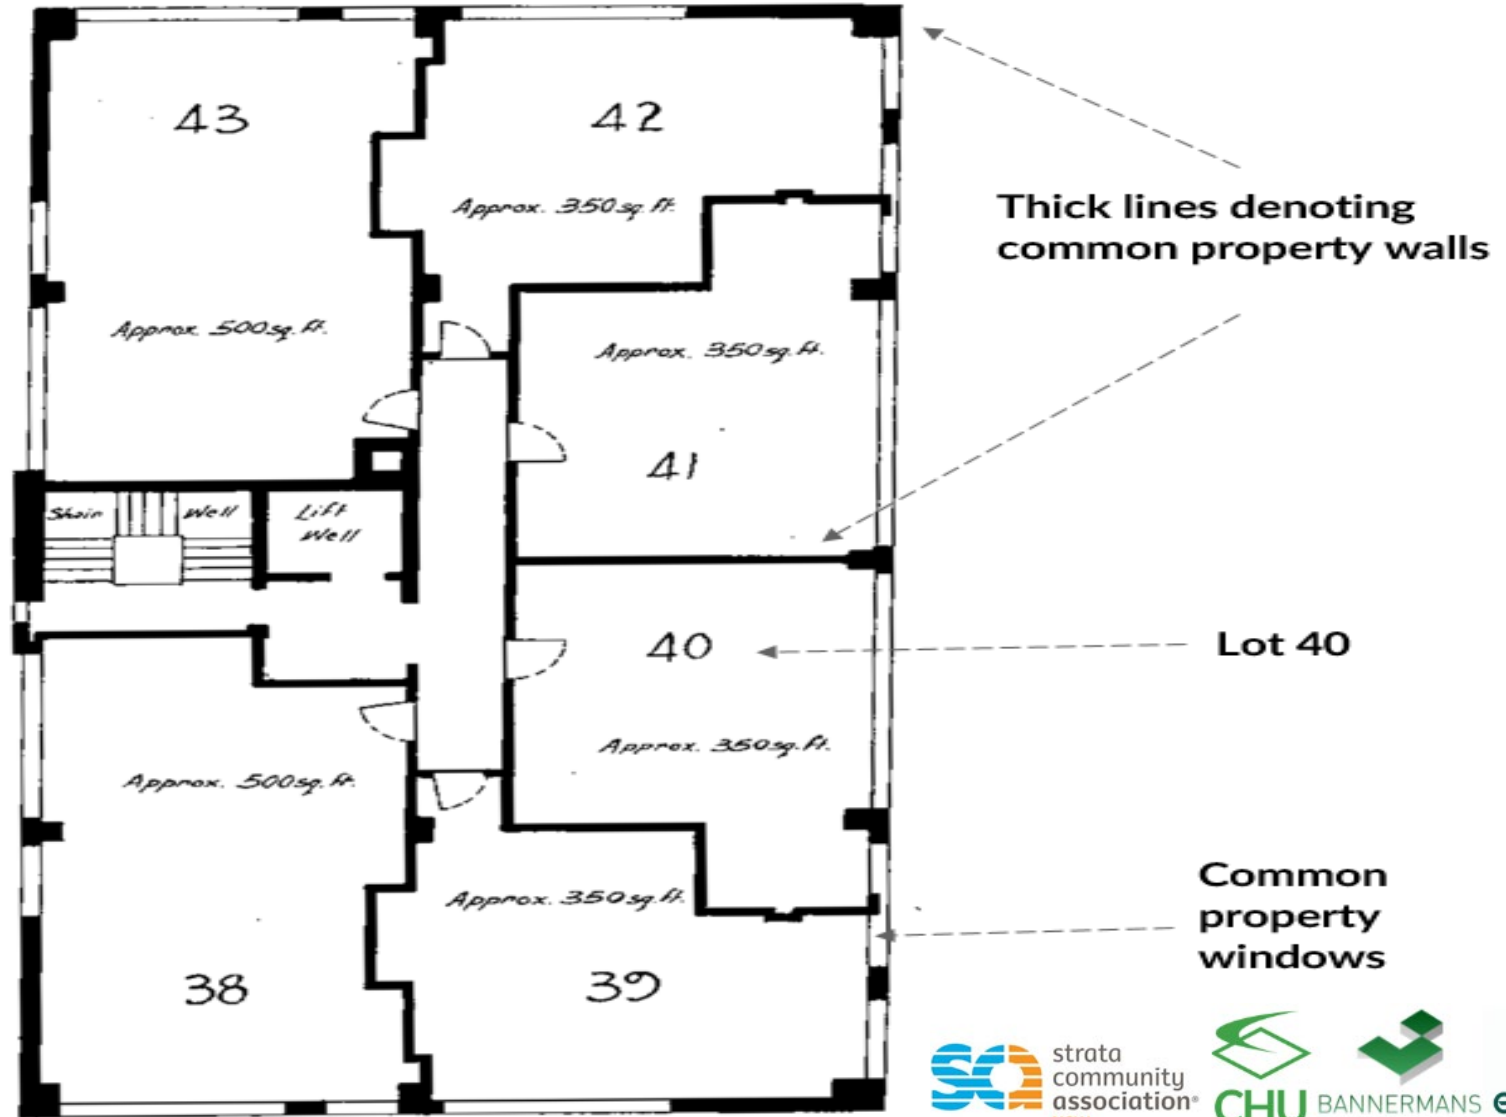 43
42
Approx. 350 sq. ft.
Thick lines denoting
common property walls
Approx. 500 sq. ft.
Approx. 350 sq. ft.
41
Stair Well
Lift
Well
40
Lot 40
Approx. 350 sq. ft.
Approx. 500 sq. ft.
Common
property
windows
Approx. 350 sq. ft.
38
39
sca
strata
community
association®
CHU
BANNERMANS